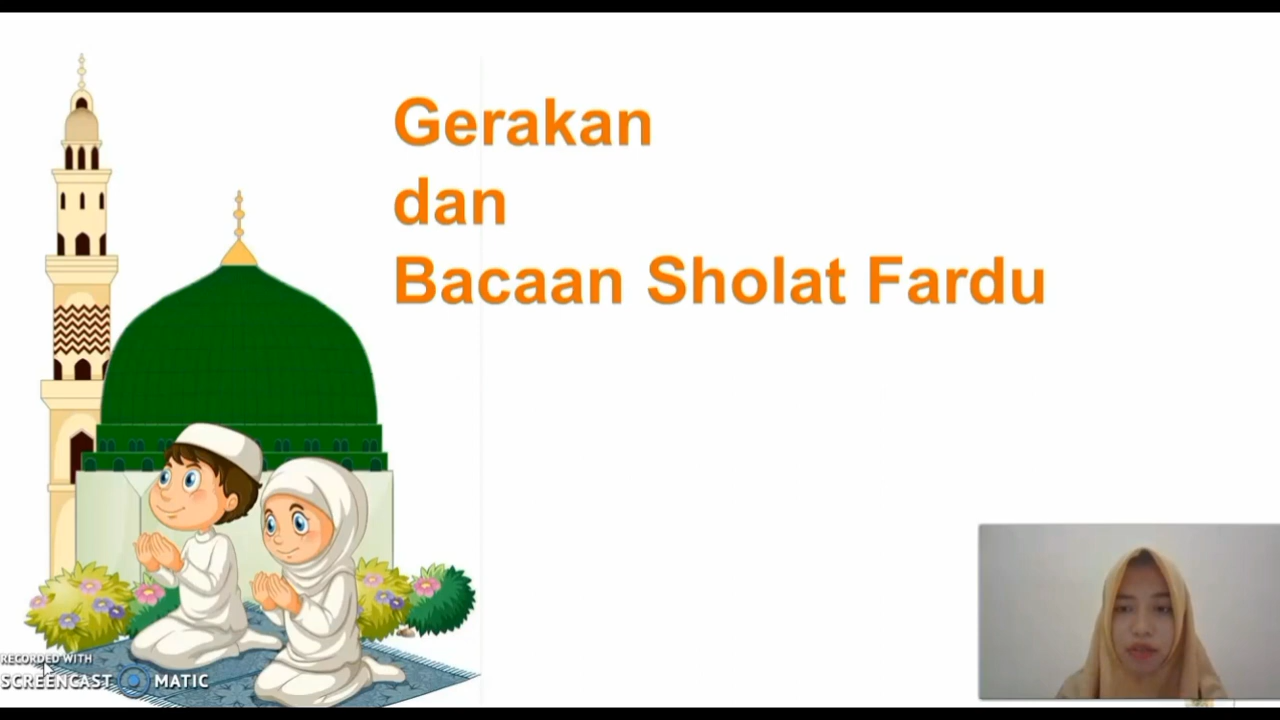 Gerakan
dan
Bacaan Sholat Fardu
RECORDED WITH
SCREENCAST MATIC